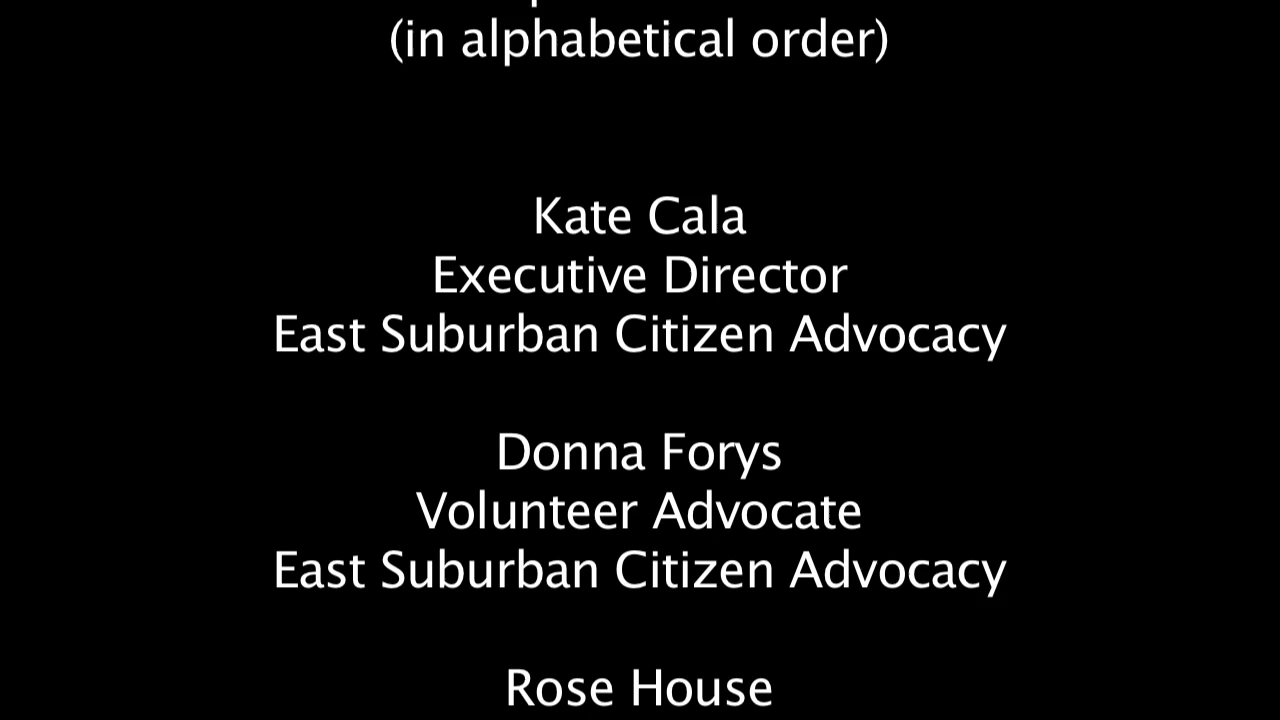 (in alphabetical order)
Kate Cala
Executive Director
East Suburban Citizen Advocacy
Donna Forys
Volunteer Advocate
East Suburban Citizen Advocacy
Rose House